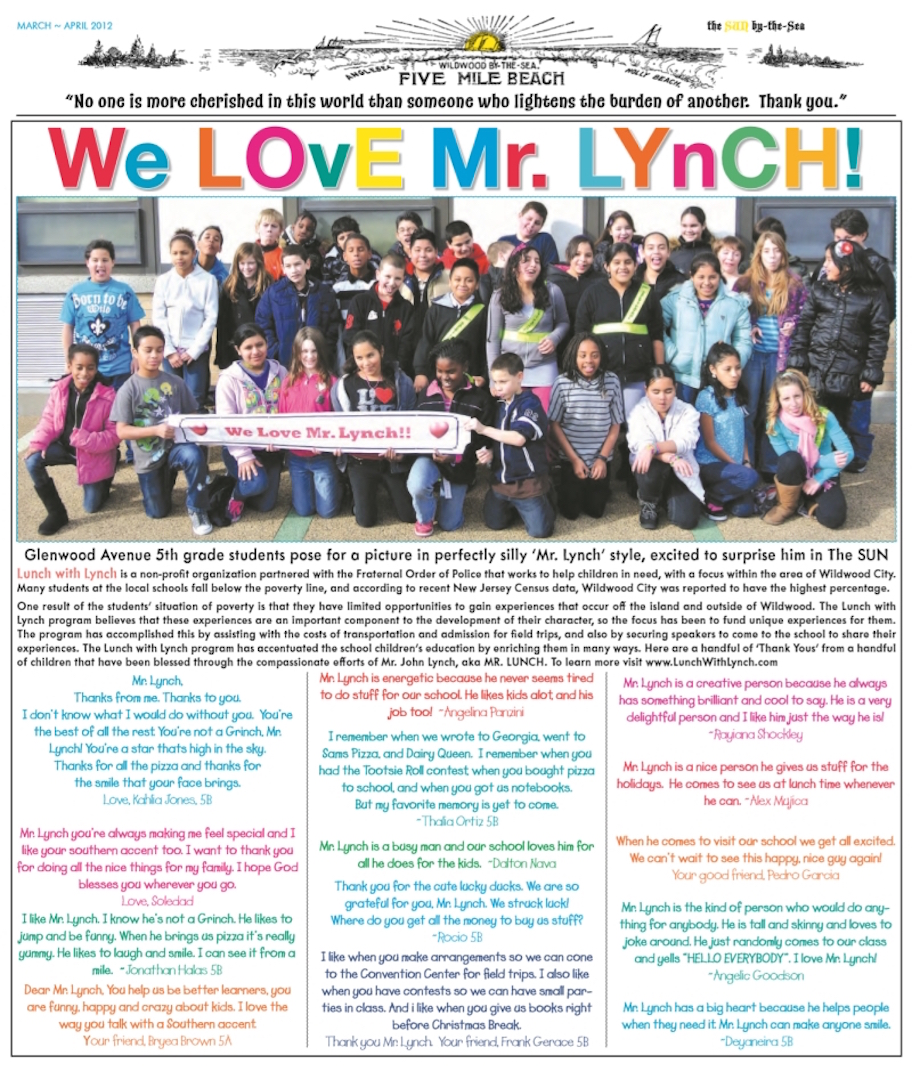 MARCH ~ APRIL 2012
the SUN by-the-Sea
WILDWOOD BY-THE-SEA.
ANGLESEA
HOLLY BEACH
FIVE MILE BEACH
“No one is more cherished in this world than someone who lightens the burden of another. Thank you.”
We LOvE Mr. LYnCH!
Born to be
Wild
I ♥
We Love Mr. Lynch!!
Glenwood Avenue 5th grade students pose for a picture in perfectly silly ‘Mr. Lynch’ style, excited to surprise him in The SUN
Lunch with Lynch is a non-profit organization partnered with the Fraternal Order of Police that works to help children in need, with a focus within the area of Wildwood City.
Many students at the local schools fall below the poverty line, and according to recent New Jersey Census data, Wildwood City was reported to have the highest percentage.
One result of the students’ situation of poverty is that they have limited opportunities to gain experiences that occur off the island and outside of Wildwood. The Lunch with
Lynch program believes that these experiences are an important component to the development of their character, so the focus has been to fund unique experiences for them.
The program has accomplished this by assisting with the costs of transportation and admission for field trips, and also by securing speakers to come to the school to share their
experiences. The Lunch with Lynch program has accentuated the school children’s education by enriching them in many ways. Here are a handful of ‘Thank Yous’ from a handful
of children that have been blessed through the compassionate efforts of Mr. John Lynch, aka MR. LUNCH. To learn more visit www.LunchWithLynch.com
Mr. Lynch,
Thanks from me. Thanks to you.
I don’t know what I would do without you. You’re
the best of all the rest. You’re not a Grinch, Mr.
Lynch! You’re a star thats high in the sky.
Thanks for all the pizza and thanks for
the smile that your face brings.
Love, Kahlia Jones, 5B
Mr. Lynch you’re always making me feel special and I
like your southern accent too. I want to thank you
for doing all the nice things for my family. I hope God
blesses you wherever you go.
Love, Soledad
I like Mr. Lynch. I know he’s not a Grinch. He likes to
jump and be funny. When he brings us pizza it’s really
yummy. He likes to laugh and smile. I can see it from a
mile. ~Jonathan Halas 5B
Dear Mr. Lynch, You help us be better learners, you
are funny, happy and crazy about kids. I love the
way you talk with a Southern accent.
Your friend, Bryea Brown 5A
Mr. Lynch is energetic because he never seems tired
to do stuff for our school. He likes kids alot, and his
job too! ~Angelina Panzini
I remember when we wrote to Georgia, went to
Sams Pizza, and Dairy Queen. I remember when you
had the Tootsie Roll contest, when you bought pizza
to school, and when you got us notebooks.
But my favorite memory is yet to come.
~Thalia Ortiz 5B
Mr. Lynch is a busy man and our school loves him for
all he does for the kids. ~Dalton Nava
Thank you for the cute lucky ducks. We are so
grateful for you, Mr. Lynch. We struck luck!
Where do you get all the money to buy us stuff?
~Rocio 5B
I like when you make arrangements so we can cone
to the Convention Center for field trips. I also like
when you have contests so we can have small par-
ties in class. And i like when you give us books right
before Christmas Break.
Thank you Mr. Lynch. Your friend, Frank Gerace 5B
Mr. Lynch is a creative person because he always
has something brilliant and cool to say. He is a very
delightful person and I like him just the way he is!
~Rayiana Shockley
Mr. Lynch is a nice person he gives us stuff for the
holidays. He comes to see us at lunch time whenever
he can. ~Alex Mujica
When he comes to visit our school we get all excited.
We can’t wait to see this happy, nice guy again!
Your good friend, Pedro Garcia
Mr. Lynch is the kind of person who would do any-
thing for anybody. He is tall and skinny and loves to
joke around. He just randomly comes to our class
and yells “HELLO EVERYBODY”. I love Mr. Lynch!
~Angelic Goodson
Mr. Lynch has a big heart because he helps people
when they need it. Mr. Lynch can make anyone smile.
~Deyaneira 5B